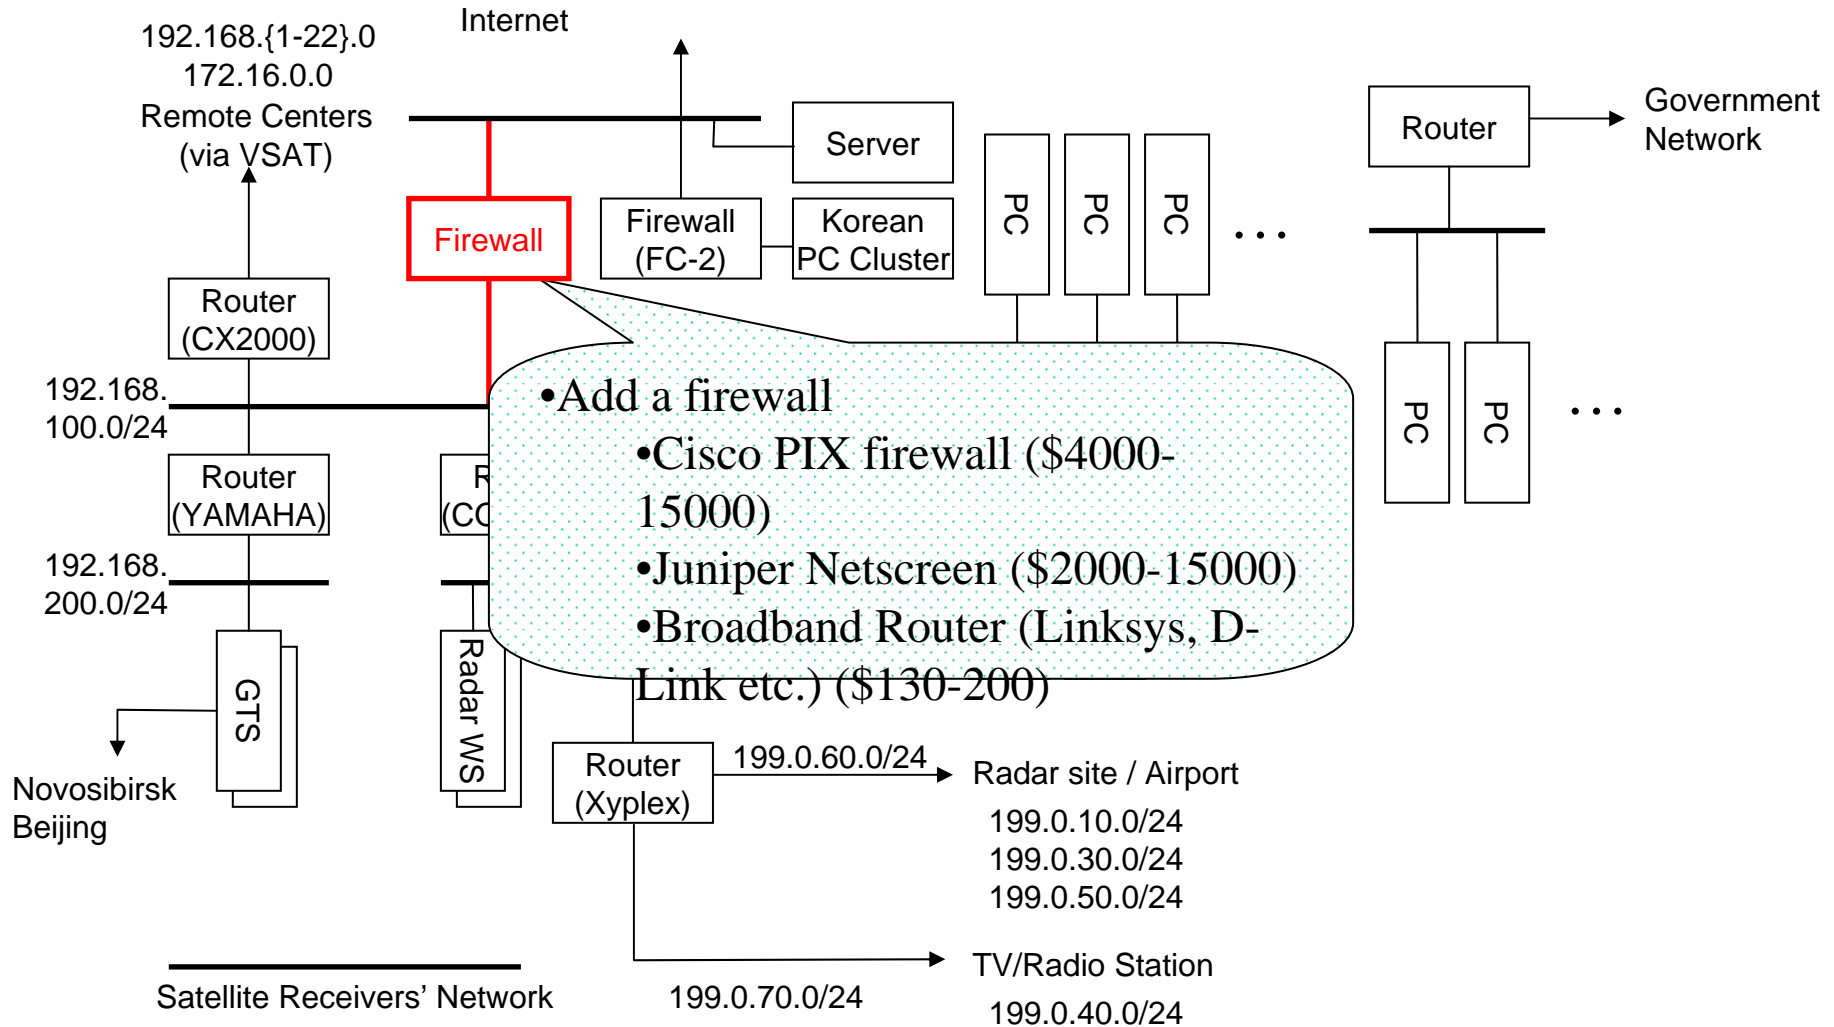 Internet
192.168.{1-22}.0
172.16.0.0
Remote Centers
(via VSAT)
Server
Router
Government
Network
Firewall
Firewall
(FC-2)
Korean
PC Cluster
PC
PC
PC
...
Router
(CX2000)
192.168.
100.0/24
•Add a firewall
•Cisco PIX firewall ($4000-
15000)
•Juniper Netscreen ($2000-15000)
•Broadband Router (Linksys, D-
Link etc.) ($130-200)
PC
PC
...
Router
(YAMAHA)
192.168.
200.0/24
GTS
Radar WS
Novosibirsk
Beijing
Router
(Xyplex)
199.0.60.0/24
Radar site / Airport
199.0.10.0/24
199.0.30.0/24
199.0.50.0/24
TV/Radio Station
199.0.40.0/24
199.0.70.0/24
Satellite Receivers’ Network